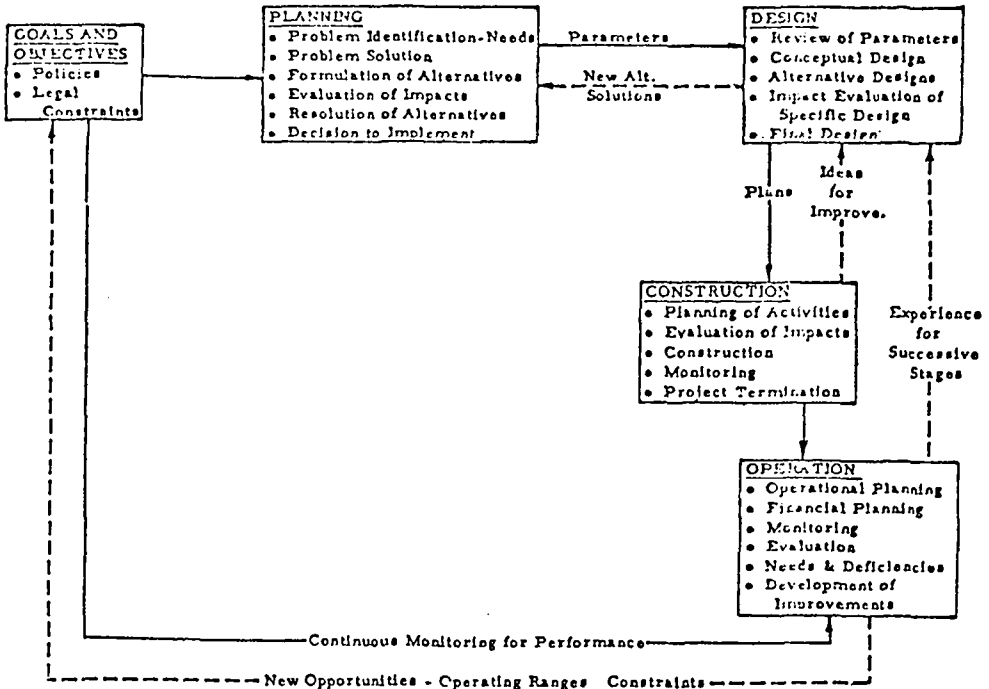 GOALS AND
OBJECTIVES
• Policies
• Legal
Constraints
PLANNING
• Problem Identification-Needs
• Problem Solution
• Formulation of Alternatives
• Evaluation of Impacts
• Resolution of Alternatives
• Decision to Implement
Parameters
New Alt.
Solutions
DESIGN
• Review of Parameters
• Conceptual Design
• Alternative Designs
• Impact Evaluation of
Specific Design
• Final Design
Plans
Ideas
for
Improve.
CONSTRUCTION
• Planning of Activities
• Evaluation of Impacts
• Construction
• Monitoring
• Project Termination
Experience
for
Successive
Stages
OPERATION
• Operational Planning
• Financial Planning
• Monitoring
• Evaluation
• Needs & Deficiencies
• Development of
Improvements
Continuous Monitoring for Performance
New Opportunities - Operating Ranges Constraints